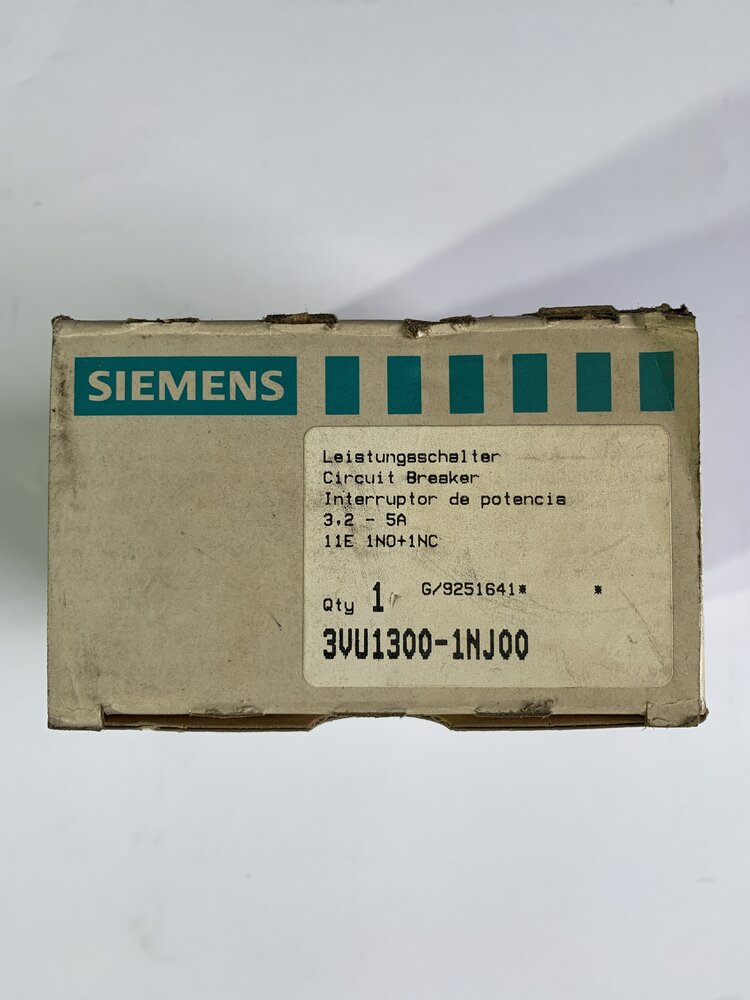 SIEMENS
Leistungsschalter
Circuit Breaker
Interruptor de potencia
3,2 - 5A
11E 1NO+1NC
Qty 1 G/9251641* *
3VU1300-1NJ00